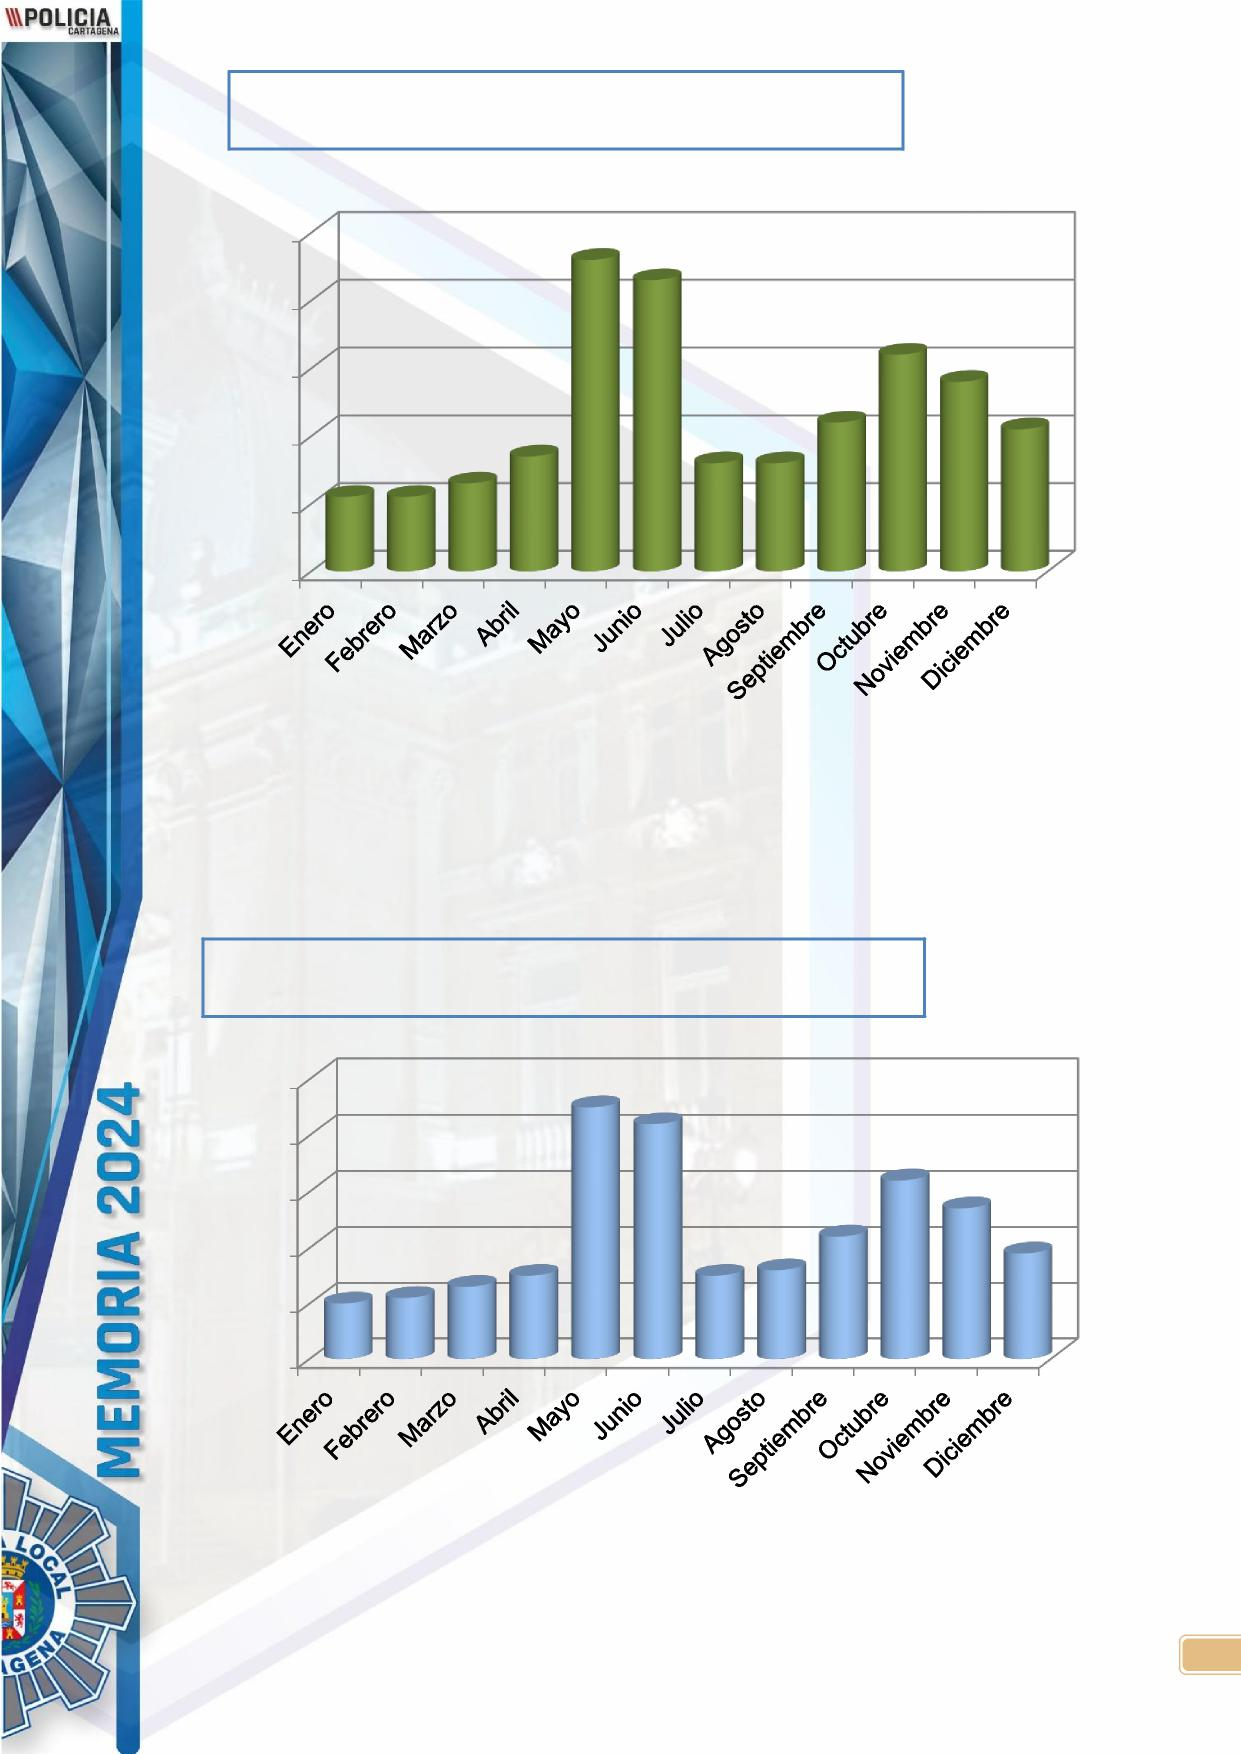 POLICIA
CARTAGENA
Enero
Febrero
Marzo
Abril
Mayo
Junio
Julio
Agosto
Septiembre
Octubre
Noviembre
Diciembre
Enero
Febrero
Marzo
Abril
Mayo
Junio
Julio
Agosto
Septiembre
Octubre
Noviembre
Diciembre
MEMORIA 2024
A LOCAL
AGENA